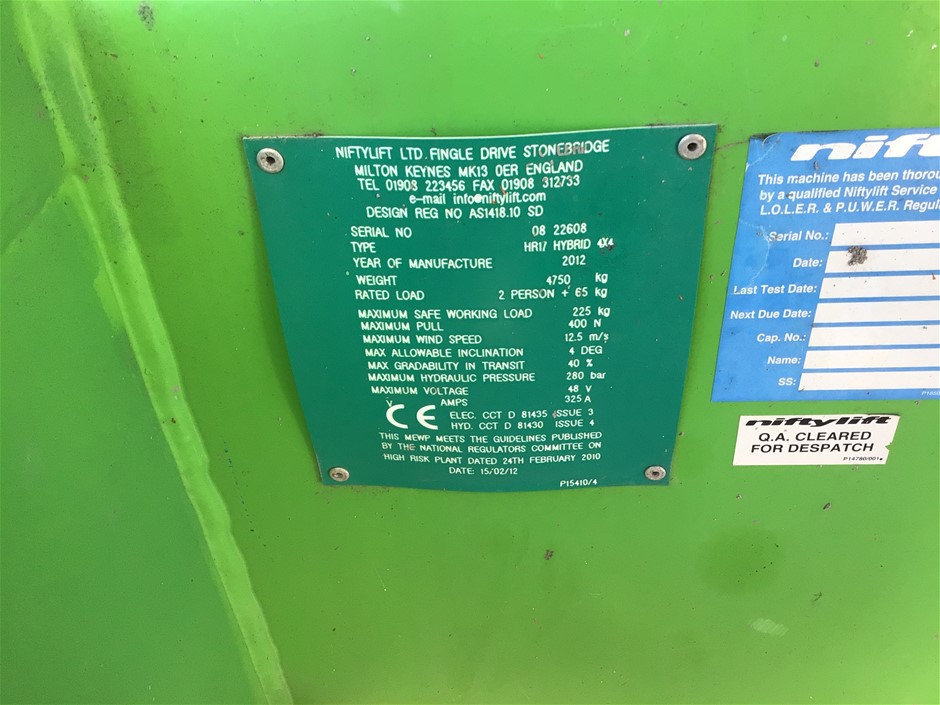 NIFTYLIFT LTD. FINGLE DRIVE STONEBRIDGE
MILTON KEYNES MK13 0ER ENGLAND
TEL 01908 223456 FAX 01908 312733
e-mail info@niftylift.com
DESIGN REG NO AS1418.10 SD
SERIAL NO 08 22608
TYPE HR17 HYBRID 4X4
YEAR OF MANUFACTURE 2012
WEIGHT 4750 kg
RATED LOAD 2 PERSON + 65 kg
MAXIMUM SAFE WORKING LOAD 225 kg
MAXIMUM PULL 400 N
MAXIMUM WIND SPEED 12.5 m/s
MAX ALLOWABLE INCLINATION 4 DEG
MAX GRADABILITY IN TRANSIT 40 %
MAXIMUM HYDRAULIC PRESSURE 280 bar
MAXIMUM VOLTAGE 48 V
AMPS 325 A
CE ELEC. CCT D 81435 ISSUE 3
HYD. CCT D 81430 ISSUE 4
THIS MEWP MEETS THE GUIDELINES PUBLISHED
BY THE NATIONAL REGULATORS COMMITTEE ON
HIGH RISK PLANT DATED 24TH FEBRUARY 2010
DATE: 15/02/12
P15410/4
This machine has been
by a qualified Niftylift Service
L.O.L.E.R. & P.U.W.E.R.
Serial No.:
Date:
Last Test Date:
Next Due Date:
Cap. No.:
Name:
SS:
niftylift
Q.A. CLEARED
FOR DESPATCH
P14780/001